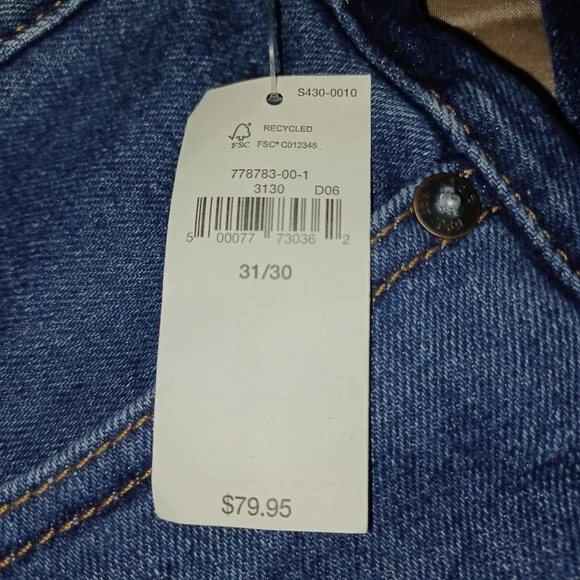 S430-0010
RECYCLED
FSC
FSC® C012345
778783-00-1
3130 D06
5 00077 73036 2
31/30
$79.95